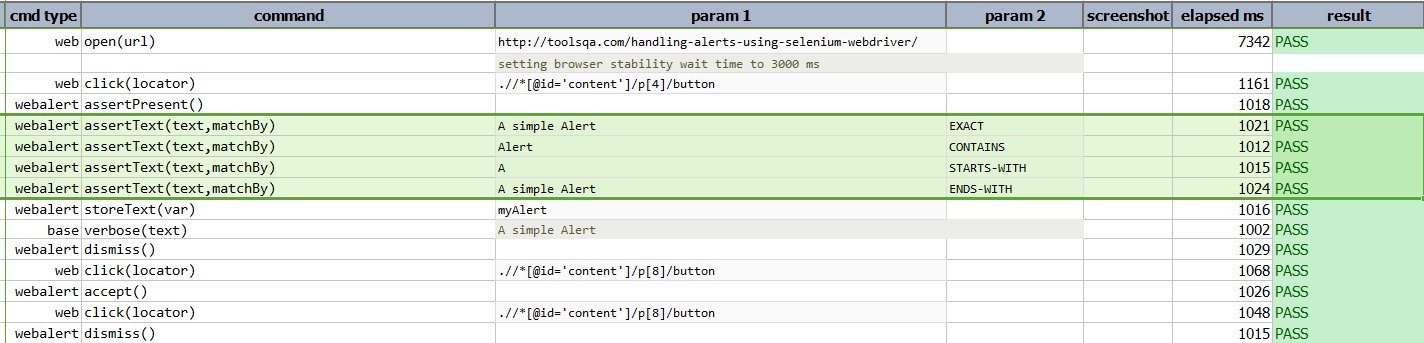 cmd type command param 1 param 2 screenshot elapsed ms result
web open(url) http://toolsqa.com/handling-alerts-using-selenium-webdriver/ 7342 PASS
setting browser stability wait time to 3000 ms
web click(locator) .//*[@id='content']/p[4]/button 1161 PASS
webalert assertPresent() 1018 PASS
webalert assertText(text,matchBy) A simple Alert EXACT 1021 PASS
webalert assertText(text,matchBy) Alert CONTAINS 1012 PASS
webalert assertText(text,matchBy) A STARTS-WITH 1015 PASS
webalert assertText(text,matchBy) A simple Alert ENDS-WITH 1024 PASS
webalert storeText(var) myAlert 1016 PASS
base verbose(text) A simple Alert 1002 PASS
webalert dismiss() 1029 PASS
web click(locator) .//*[@id='content']/p[8]/button 1068 PASS
webalert accept() 1026 PASS
web click(locator) .//*[@id='content']/p[8]/button 1048 PASS
webalert dismiss() 1015 PASS